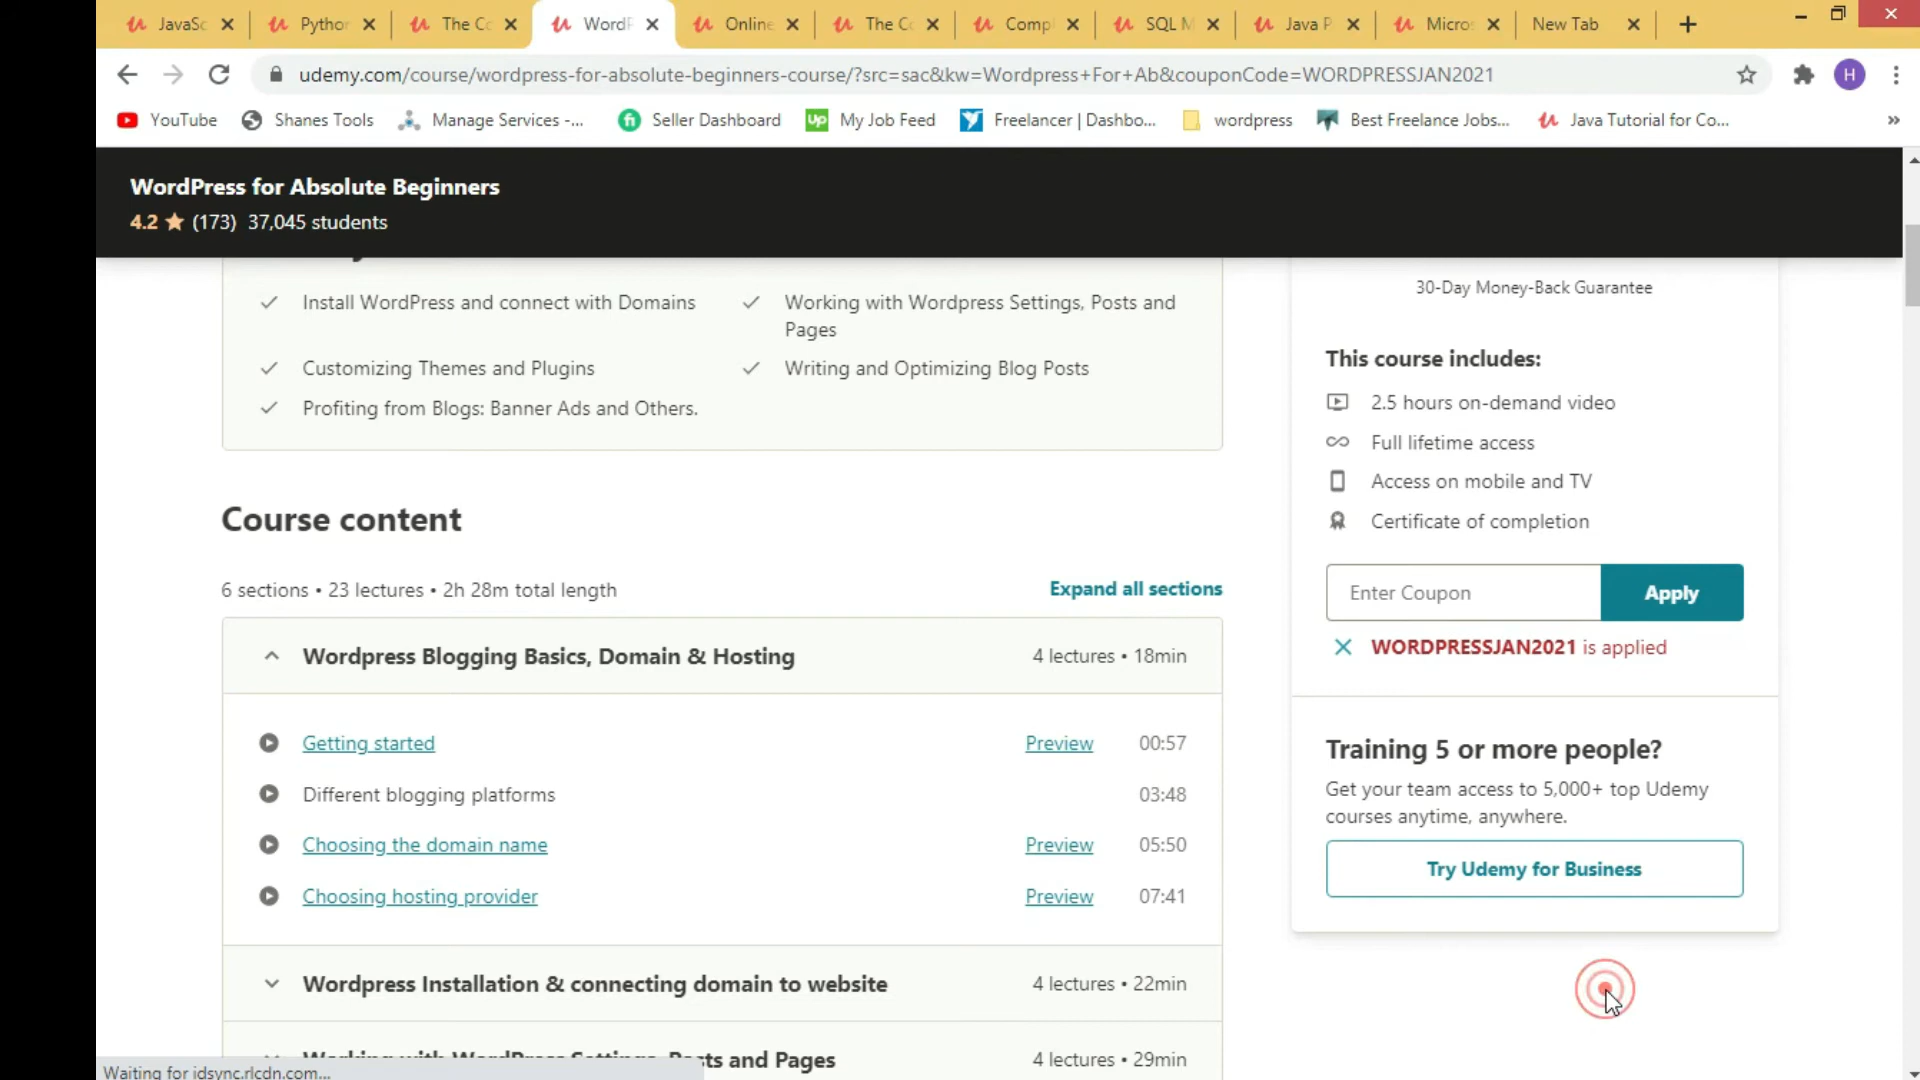 JavaSc
Python
The Co
WordP
Online
The Co
Comp
SQL M
Java P
Micros
New Tab
udemy.com/course/wordpress-for-absolute-beginners-course/?src=sac&kw=Wordpress+For+Ab&couponCode=WORDPRESSJAN2021
H
YouTube
Shanes Tools
Manage Services -...
Seller Dashboard
My Job Feed
Freelancer | Dashbo...
wordpress
Best Freelance Jobs...
Java Tutorial for Co...
WordPress for Absolute Beginners
4.2 ★ (173) 37,045 students
Install WordPress and connect with Domains
Working with Wordpress Settings, Posts and
Pages
Customizing Themes and Plugins
Writing and Optimizing Blog Posts
Profiting from Blogs: Banner Ads and Others.
30-Day Money-Back Guarantee
This course includes:
2.5 hours on-demand video
Full lifetime access
Access on mobile and TV
Certificate of completion
Enter Coupon
Apply
WORDPRESSJAN2021 is applied
Training 5 or more people?
Get your team access to 5,000+ top Udemy
courses anytime, anywhere.
Try Udemy for Business
Course content
6 sections • 23 lectures • 2h 28m total length
Expand all sections
Wordpress Blogging Basics, Domain & Hosting
4 lectures • 18min
Getting started
Preview
00:57
Different blogging platforms
03:48
Choosing the domain name
Preview
05:50
Choosing hosting provider
Preview
07:41
Wordpress Installation & connecting domain to website
4 lectures • 22min
Working with WordPress Settings, Posts and Pages
4 lectures • 29min
Waiting for idsync.rlcdn.com...